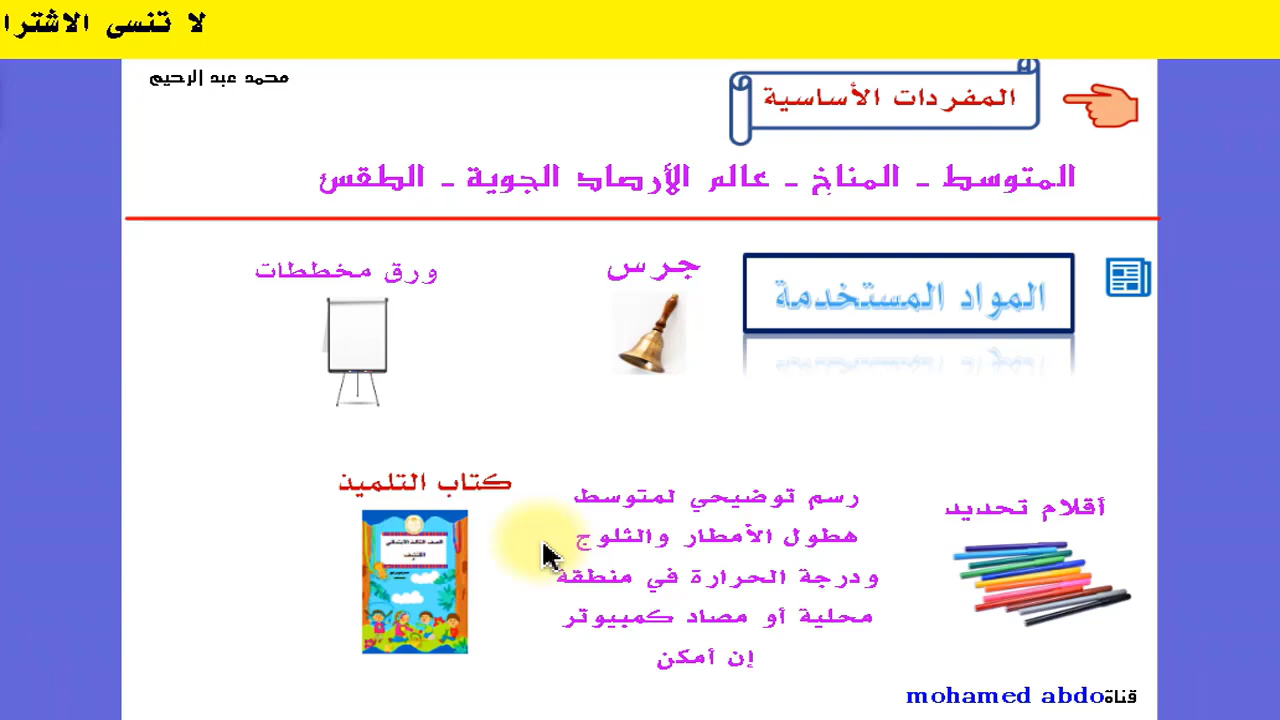 لا تنسى الاشترا
محمد عبد الرحيم
المفردات الأساسية
المتوسط - المناخ - عالم الأرصاد الجوية - الطقس
المواد المستخدمة
جرس
ورق مخططات
أقلام تحديد
رسم توضيحي لمتوسط
هطول الأمطار والثلوج
ودرجة الحرارة في منطقة
محلية أو مصاد كمبيوتر
إن أمكن
كتاب التلميذ
قناة mohamed abdo